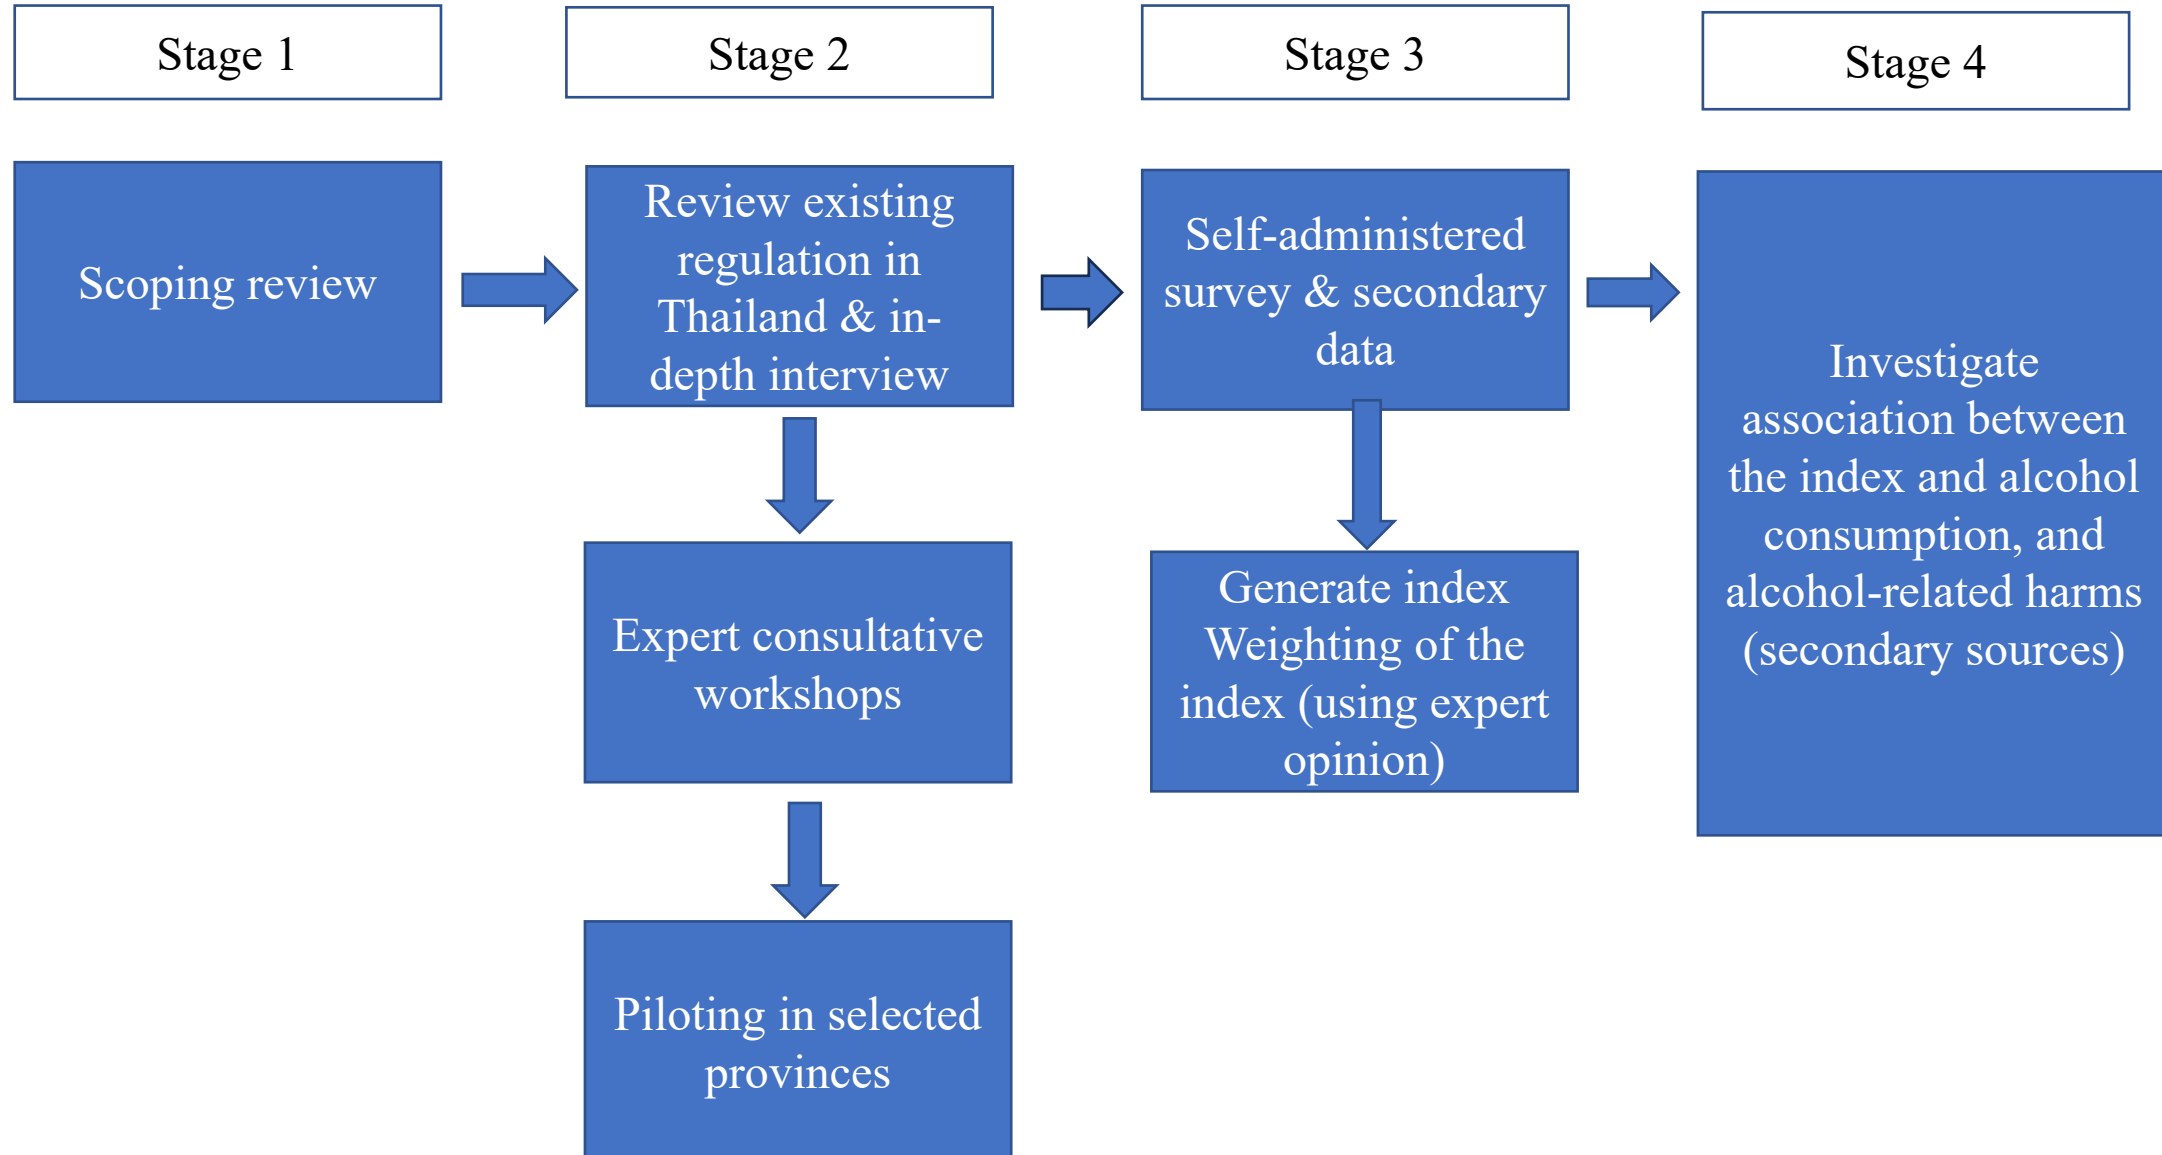 Stage 1
Stage 2
Stage 3
Stage 4
Scoping review
Review existing
regulation in
Thailand & in-
depth interview
Expert consultative
workshops
Piloting in selected
provinces
Self-administered
survey & secondary
data
Generate index
Weighting of the
index (using expert
opinion)
Investigate
association between
the index and alcohol
consumption, and
alcohol-related harms
(secondary sources)